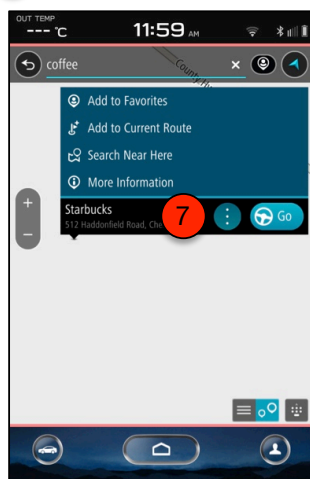 OUT TEMP
--- °C
11:59 AM
coffee
County Hw
Add to Favorites
Add to Current Route
Search Near Here
More Information
Starbucks
7
Go
512 Haddonfield Road, Che